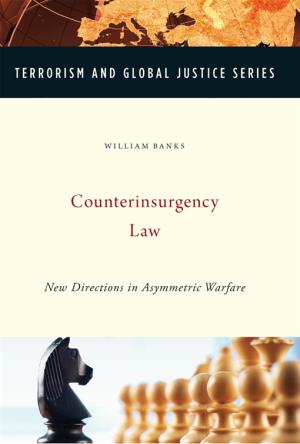 TERRORISM AND GLOBAL JUSTICE SERIES
WILLIAM BANKS
Counterinsurgency
Law
New Directions in Asymmetric Warfare